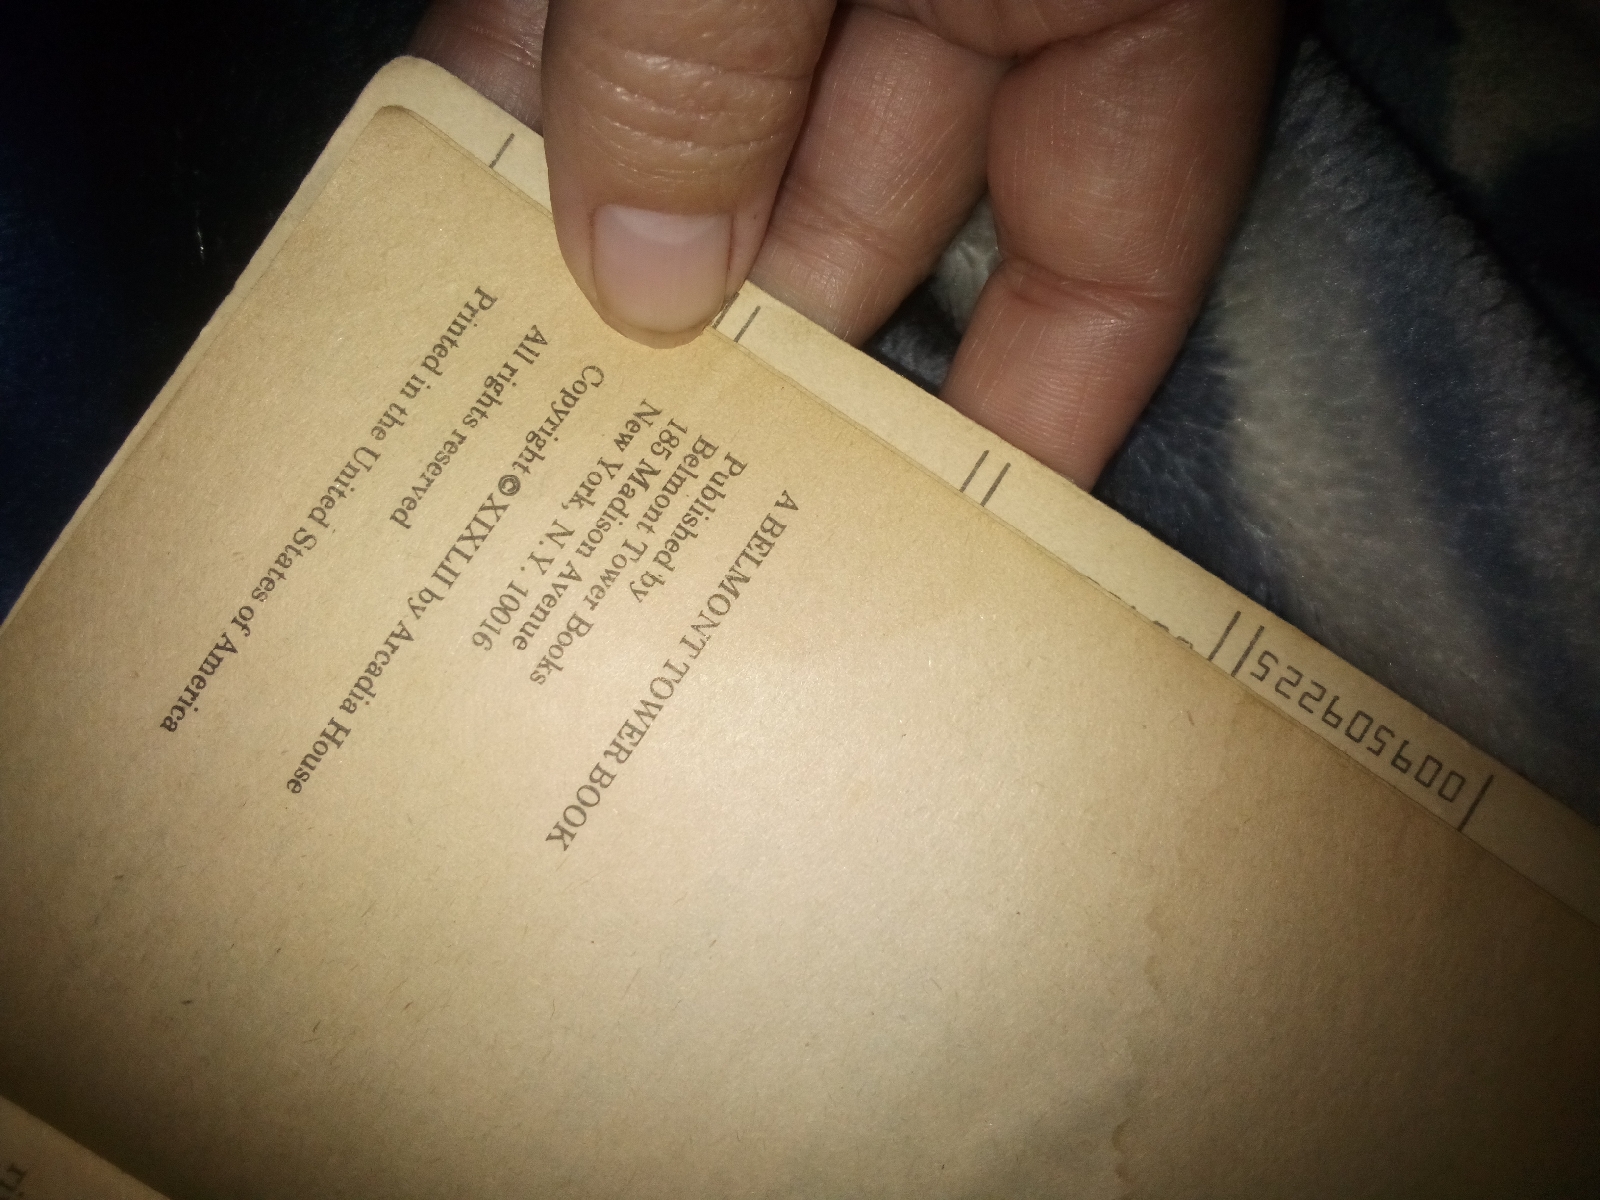 A BELMONT TOWER BOOK
Published by
Belmont Tower Books
185 Madison Avenue
New York, N.Y. 10016
Copyright © XIXLII by Arcadia House
All rights reserved
Printed in the United States of America
0095095225